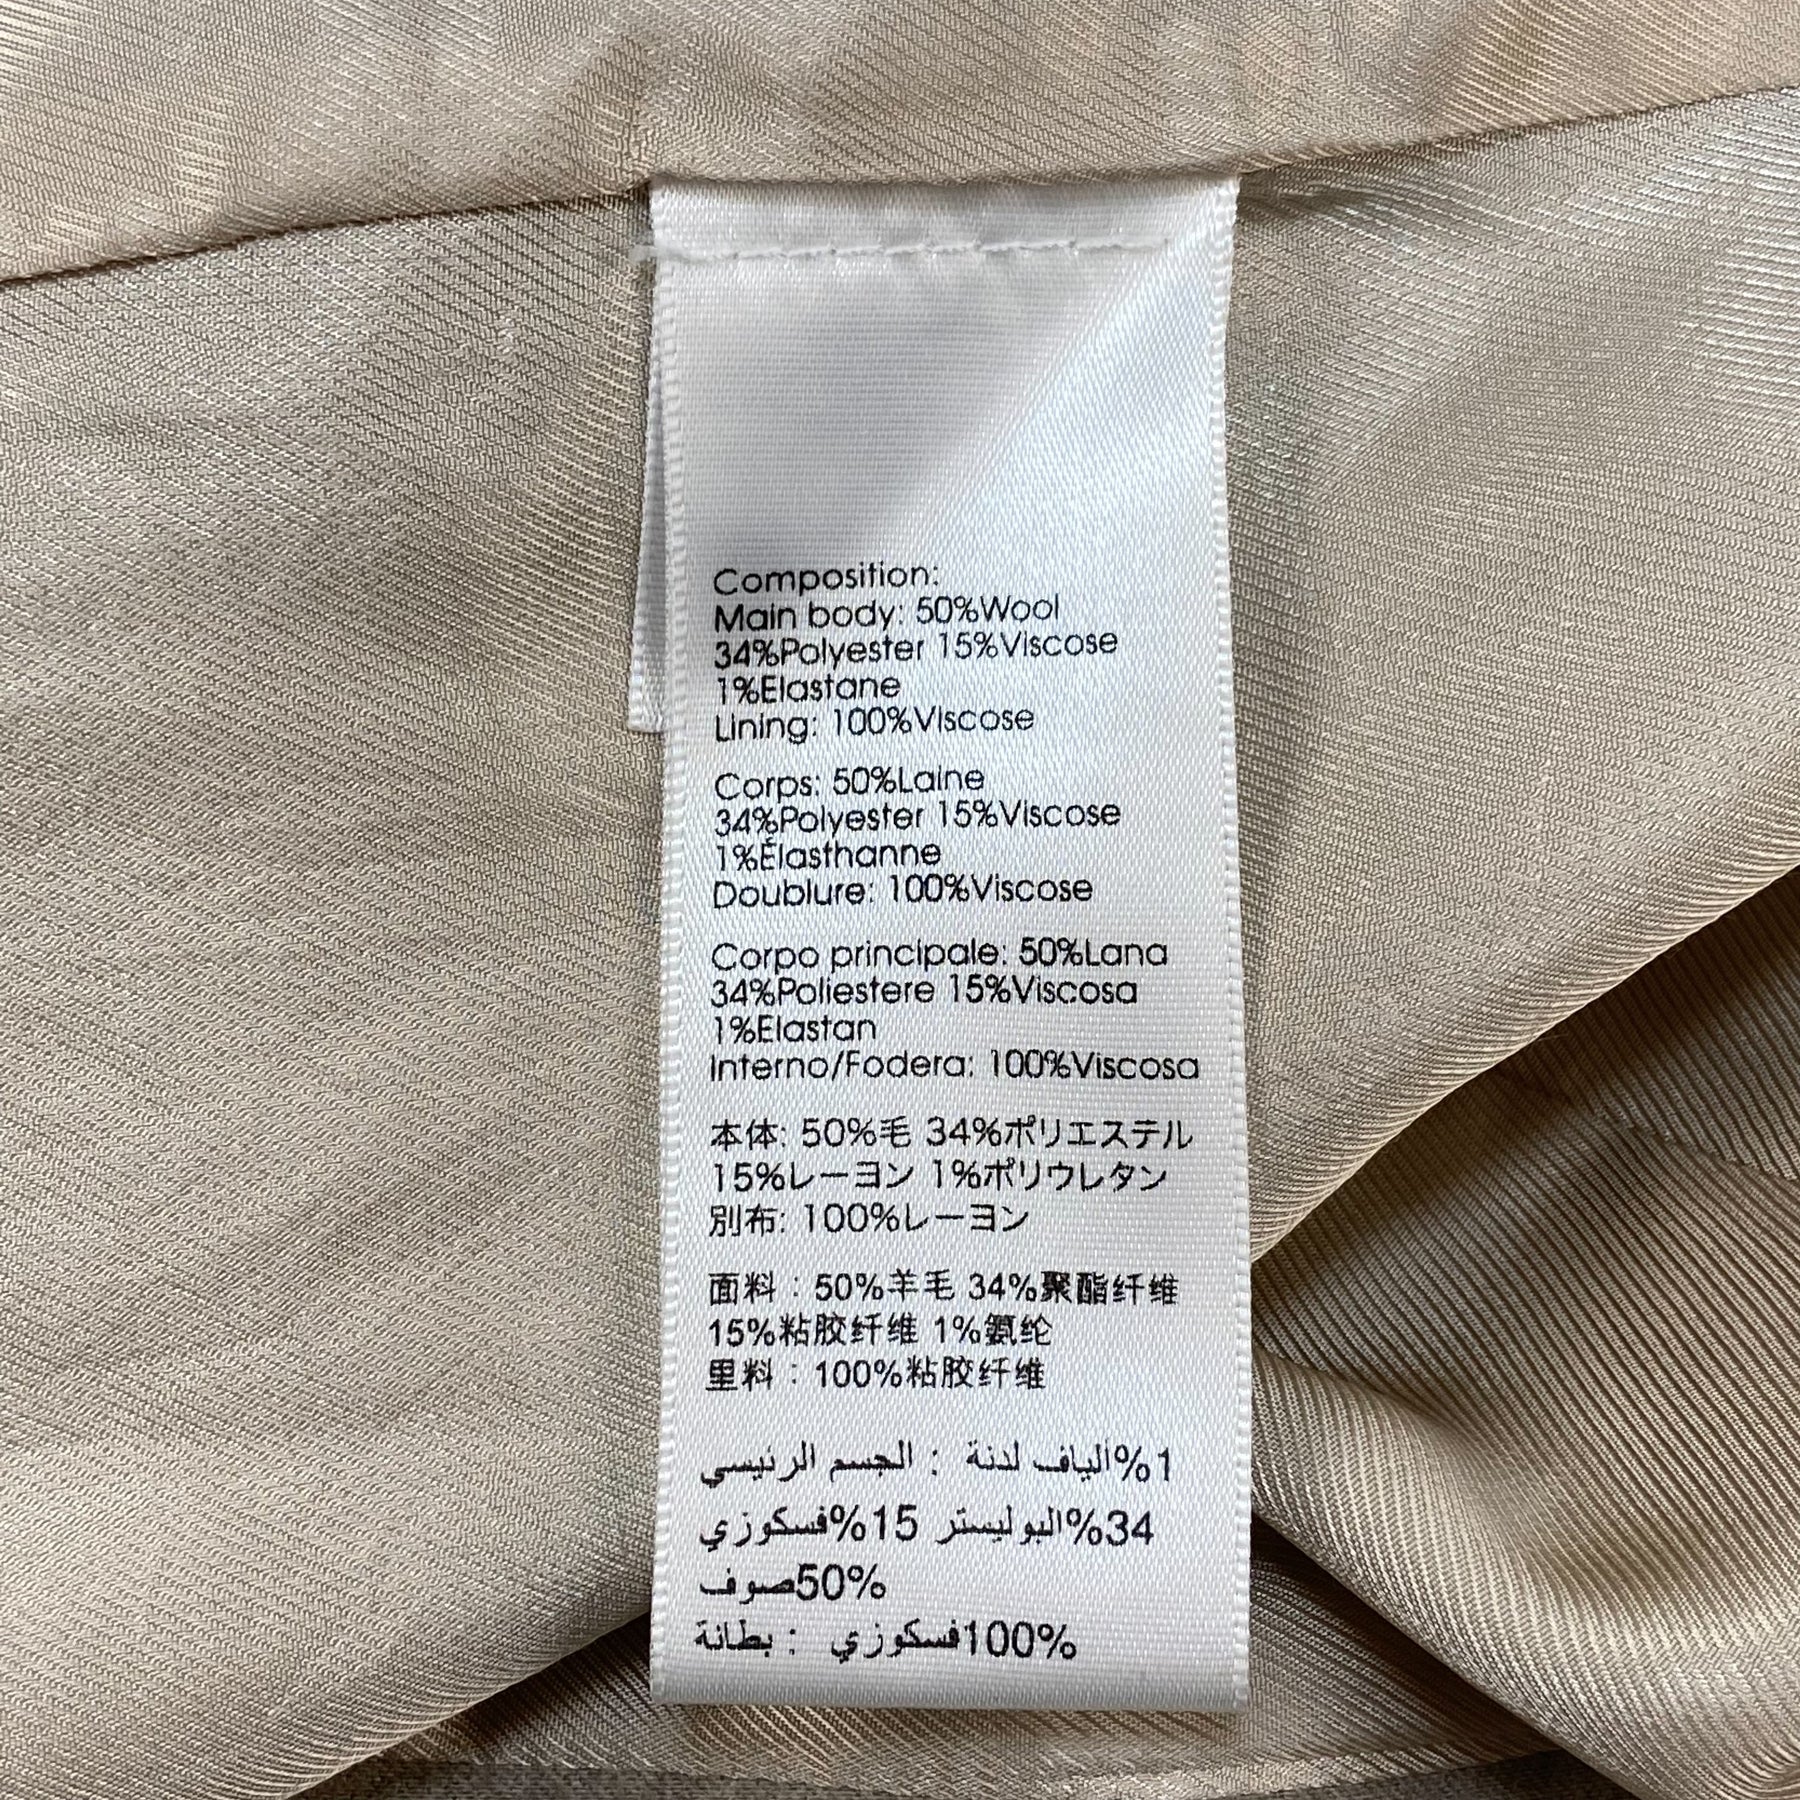 Composition:
Main body: 50%Wool
34%Polyester 15%Viscose
1%Elastane
Lining: 100%Viscose
Corps: 50%Laine
34%Polyester 15%Viscose
1%Élasthanne
Doublure: 100%Viscose
Corpo principale: 50%Lana
34%Poliestere 15%Viscosa
1%Elastan
Interno/Fodera: 100%Viscosa
本体: 50%毛 34%ポリエステル
15%レーヨン 1%ポリウレタン
別布: 100%レーヨン
面料：50%羊毛 34%聚酯纤维
15%粘胶纤维 1%氨纶
里料：100%粘胶纤维
1%ألياف لدنة : الجسم الرئيسي
34%البوليستر 15%فسكوزي
50%صوف
100%فسكوزي : بطانة